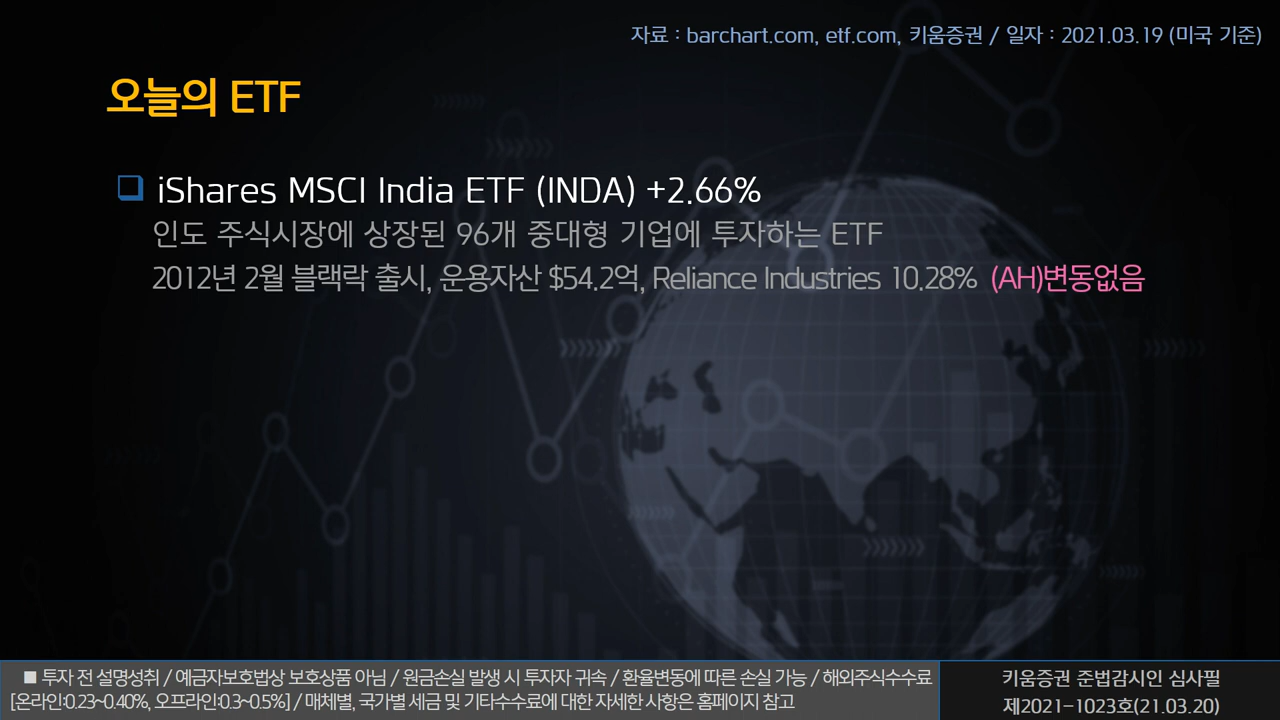 자료 : barchart.com, etf.com, 키움증권 / 일자 : 2021.03.19 (미국 기준)
오늘의 ETF
❑ iShares MSCI India ETF (INDA) +2.66%
인도 주식시장에 상장된 96개 중대형 기업에 투자하는 ETF
2012년 2월 블랙락 출시, 운용자산 $54.2억, Reliance Industries 10.28% (AH)변동없음
■ 투자 전 설명성취 / 예금자보호법상 보호상품 아님 / 원금손실 발생 시 투자자 귀속 / 환율변동에 따른 손실 가능 / 해외주식수수료
[온라인:0.23~0.40%, 오프라인:0.3~0.5%] / 매체별, 국가별 세금 및 기타수수료에 대한 자세한 사항은 홈페이지 참고
키움증권 준법감시인 심사필
제2021-1023호(21.03.20)